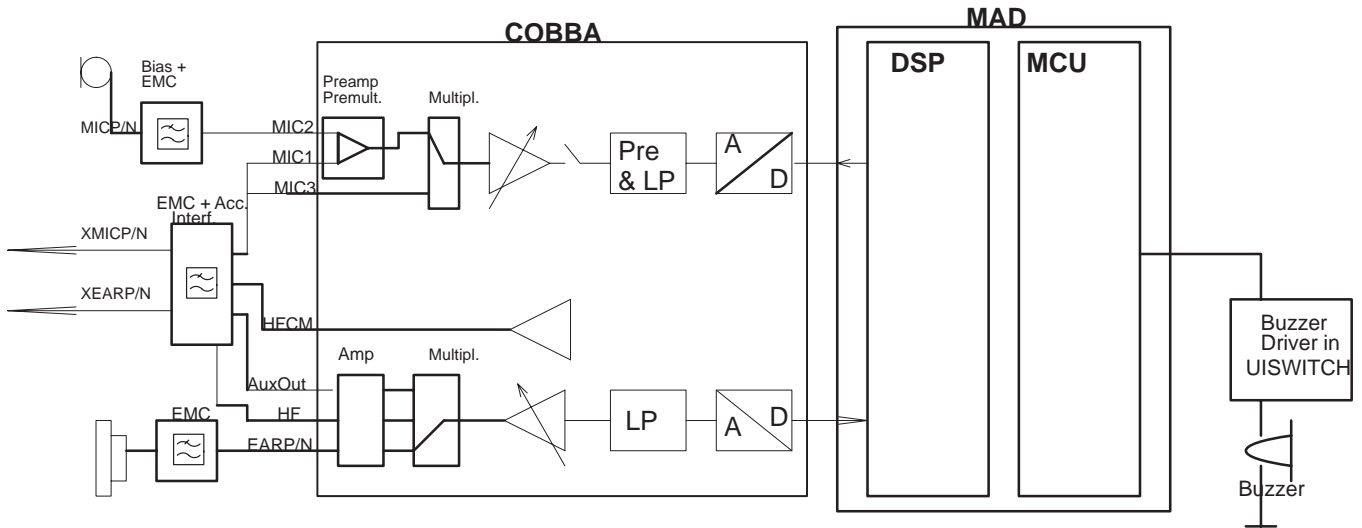 MAD
COBBA
DSP
MCU
Bias +
EMC
Preamp
Premult.
Multipl.
MICP/N
MIC2
MIC1
MIC3
Pre
& LP
A
D
EMC + Acc.
Interf.
XMICP/N
XEARP/N
HFCM
Buzzer
Driver in
UISWITCH
Amp
Multipl.
AuxOut
HF
EARP/N
EMC
LP
A
D
Buzzer